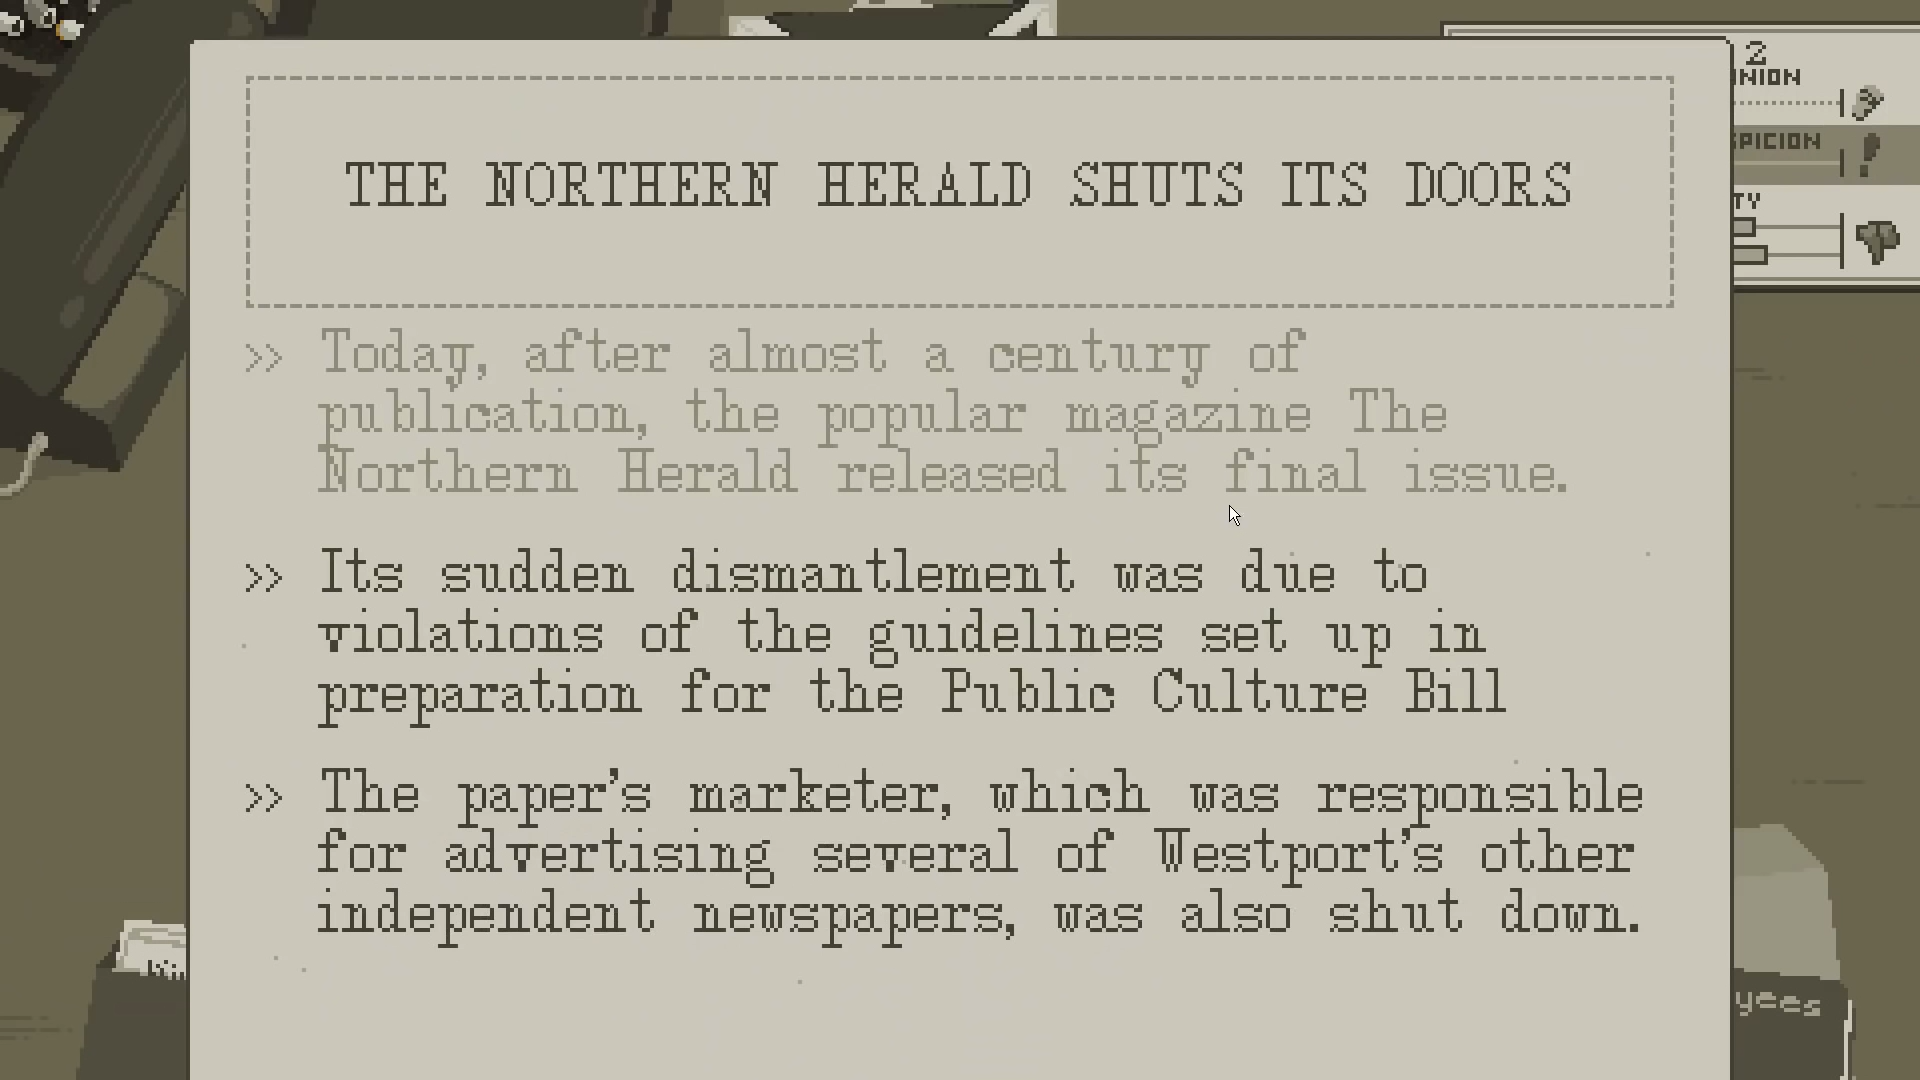 THE NORTHERN HERALD SHUTS ITS DOORS
>> Today, after almost a century of
publication, the popular magazine The
Northern Herald released its final issue.
>> Its sudden dismantlement was due to
violations of the guidelines set up in
preparation for the Public Culture Bill
>> The paper's marketer, which was responsible
for advertising several of Westport's other
independent newspapers, was also shut down.
2
NION
PICION
TY
yees